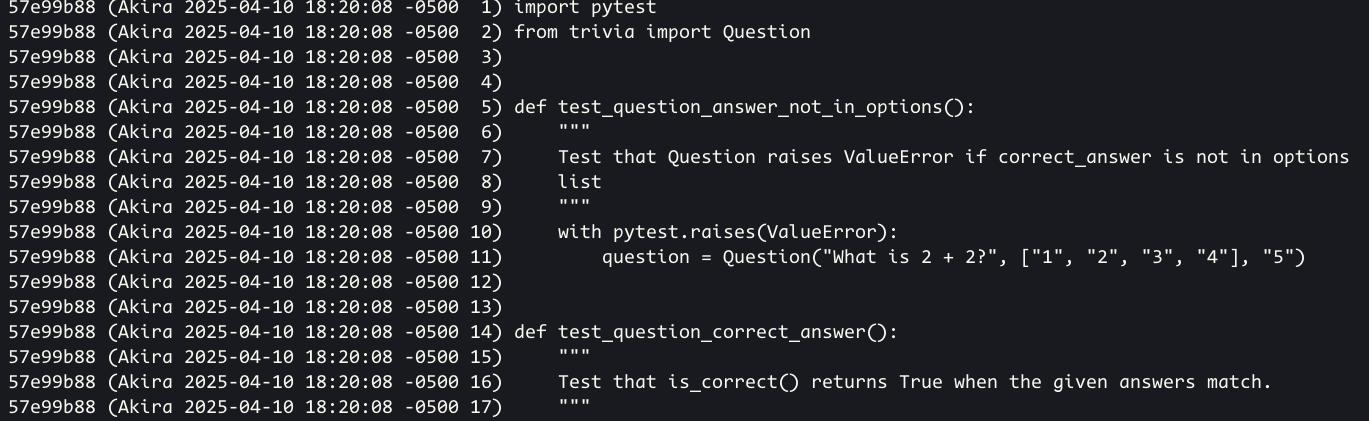 57e99b88 (Akira 2025-04-10 18:20:08 -0500  1) import pytest
57e99b88 (Akira 2025-04-10 18:20:08 -0500  2) from trivia import Question
57e99b88 (Akira 2025-04-10 18:20:08 -0500  3)
57e99b88 (Akira 2025-04-10 18:20:08 -0500  4)
57e99b88 (Akira 2025-04-10 18:20:08 -0500  5) def test_question_answer_not_in_options():
57e99b88 (Akira 2025-04-10 18:20:08 -0500  6)     """
57e99b88 (Akira 2025-04-10 18:20:08 -0500  7)     Test that Question raises ValueError if correct_answer is not in options
57e99b88 (Akira 2025-04-10 18:20:08 -0500  8)     list
57e99b88 (Akira 2025-04-10 18:20:08 -0500  9)     """
57e99b88 (Akira 2025-04-10 18:20:08 -0500 10)     with pytest.raises(ValueError):
57e99b88 (Akira 2025-04-10 18:20:08 -0500 11)         question = Question("What is 2 + 2?", ["1", "2", "3", "4"], "5")
57e99b88 (Akira 2025-04-10 18:20:08 -0500 12)
57e99b88 (Akira 2025-04-10 18:20:08 -0500 13)
57e99b88 (Akira 2025-04-10 18:20:08 -0500 14) def test_question_correct_answer():
57e99b88 (Akira 2025-04-10 18:20:08 -0500 15)     """
57e99b88 (Akira 2025-04-10 18:20:08 -0500 16)     Test that is_correct() returns True when the given answers match.
57e99b88 (Akira 2025-04-10 18:20:08 -0500 17)     """